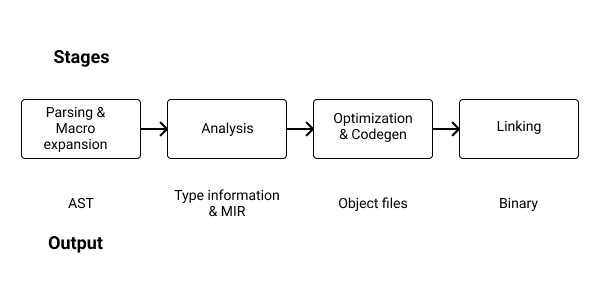 Stages
Parsing &
Macro
expansion
Analysis
Optimization
& Codegen
Linking
AST
Type information
& MIR
Object files
Binary
Output